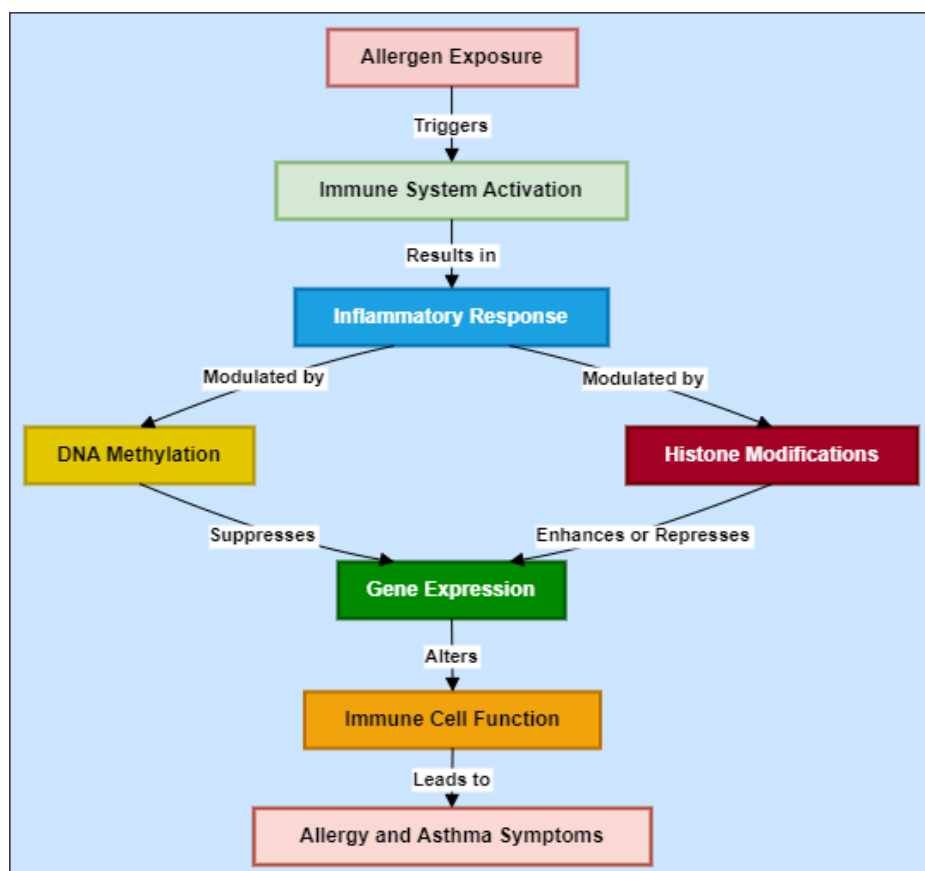 Allergen Exposure
Triggers
Immune System Activation
Results in
Inflammatory Response
Modulated by
Modulated by
DNA Methylation
Histone Modifications
Suppresses
Enhances or Represses
Gene Expression
Alters
Immune Cell Function
Leads to
Allergy and Asthma Symptoms